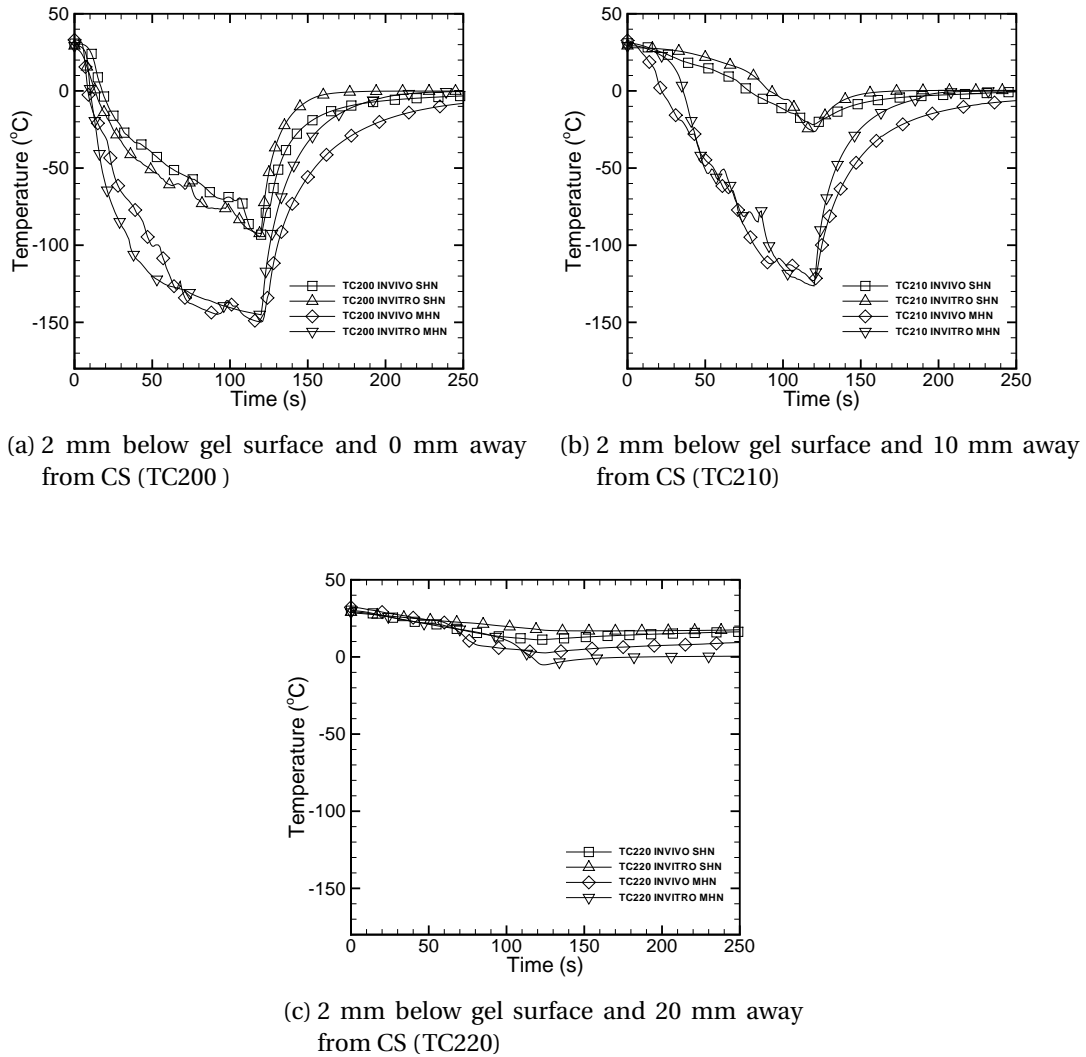 50
0
-50
-100
-150
Temperature (oC)
0 50 100 150 200 250
Time (s)
TC200 INVIVO SHN
TC200 INVITRO SHN
TC200 INVIVO MHN
TC200 INVITRO MHN
(a) 2 mm below gel surface and 0 mm away
from CS (TC200 )
50
0
-50
-100
-150
Temperature (oC)
0 50 100 150 200 250
Time (s)
TC210 INVIVO SHN
TC210 INVITRO SHN
TC210 INVIVO MHN
TC210 INVITRO MHN
(b) 2 mm below gel surface and 10 mm away
from CS (TC210)
50
0
-50
-100
-150
Temperature (oC)
0 50 100 150 200 250
Time (s)
TC220 INVIVO SHN
TC220 INVITRO SHN
TC220 INVIVO MHN
TC220 INVITRO MHN
(c) 2 mm below gel surface and 20 mm away
from CS (TC220)